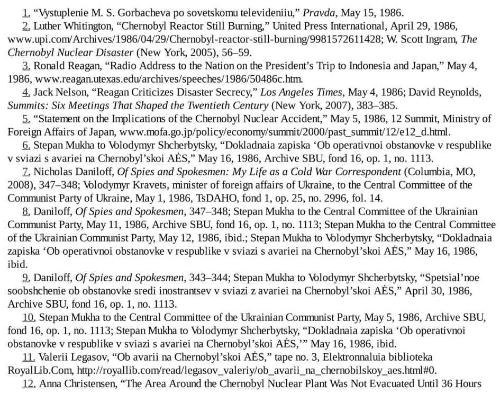 1. "Vystuplenie M. S. Gorbacheva po sovetskomu televideniiu," Pravda, May 15, 1986.
2. Luther Whittington, "Chernobyl Reactor Still Burning," United Press International, April 29, 1986,
www.upi.com/Archives/1986/04/29/Chernobyl-reactor-still-burning/9981572611428; W. Scott Ingram, The
Chernobyl Nuclear Disaster (New York, 2005), 56–59.
3. Ronald Reagan, "Radio Address to the Nation on the President's Trip to Indonesia and Japan," May 4,
1986, www.reagan.utexas.edu/archives/speeches/1986/50486c.htm.
4. Jack Nelson, "Reagan Criticizes Disaster Secrecy," Los Angeles Times, May 4, 1986; David Reynolds,
Summits: Six Meetings That Shaped the Twentieth Century (New York, 2007), 383–385.
5. "Statement on the Implications of the Chernobyl Nuclear Accident," May 5, 1986, 12 Summit, Ministry of
Foreign Affairs of Japan, www.mofa.go.jp/policy/economy/summit/2000/past_summit/12/e12_d.html.
6. Stepan Mukha to Volodymyr Shcherbytsky, "Dokladnaia zapiska 'Ob operativnoi obstanovke v respublike
v sviazi s avariei na Chernobyl'skoi AĖS,'" May 16, 1986, Archive SBU, fond 16, op. 1, no. 1113.
7. Nicholas Daniloff, Of Spies and Spokesmen: My Life as a Cold War Correspondent (Columbia, MO,
2008), 347–348; Volodymyr Kravets, minister of foreign affairs of Ukraine, to the Central Committee of the
Communist Party of Ukraine, May 1, 1986, TsDAHO, fond 1, op. 25, no. 2996, fol. 14.
8. Daniloff, Of Spies and Spokesmen, 347–348; Stepan Mukha to the Central Committee of the Ukrainian
Communist Party, May 11, 1986, Archive SBU, fond 16, op. 1, no. 1113; Stepan Mukha to the Central Committee
of the Ukrainian Communist Party, May 12, 1986, ibid.; Stepan Mukha to Volodymyr Shcherbytsky, "Dokladnaia
zapiska 'Ob operativnoi obstanovke v respublike v sviazi s avariei na Chernobyl'skoi AĖS,'" May 16, 1986,
ibid.
9. Daniloff, Of Spies and Spokesmen, 343–344; Stepan Mukha to Volodymyr Shcherbytsky, "Spetsial'noe
soobshchenie ob obstanovke sredi inostrantsev v sviazi z avariei na Chernobyl'skoi AĖS," April 30, 1986,
Archive SBU, fond 16, op. 1, no. 1113.
10. Stepan Mukha to the Central Committee of the Ukrainian Communist Party, May 5, 1986, Archive SBU,
fond 16, op. 1, no. 1113; Stepan Mukha to Volodymyr Shcherbytsky, "Dokladnaia zapiska 'Ob operativnoi
obstanovke v respublike v sviazi s avariei na Chernobyl'skoi AĖS,'" May 16, 1986, ibid.
11. Valerii Legasov, "Ob avarii na Chernobyl'skoi AĖS," tape no. 3, Elektronnaluia biblioteka
RoyalLib.Com, http://royallib.com/read/legasov_valeriy/ob_avarii_na_chernobilskoy_aes.html#0.
12. Anna Christensen, "The Area Around the Chernobyl Nuclear Plant Was Not Evacuated Until 36 Hours